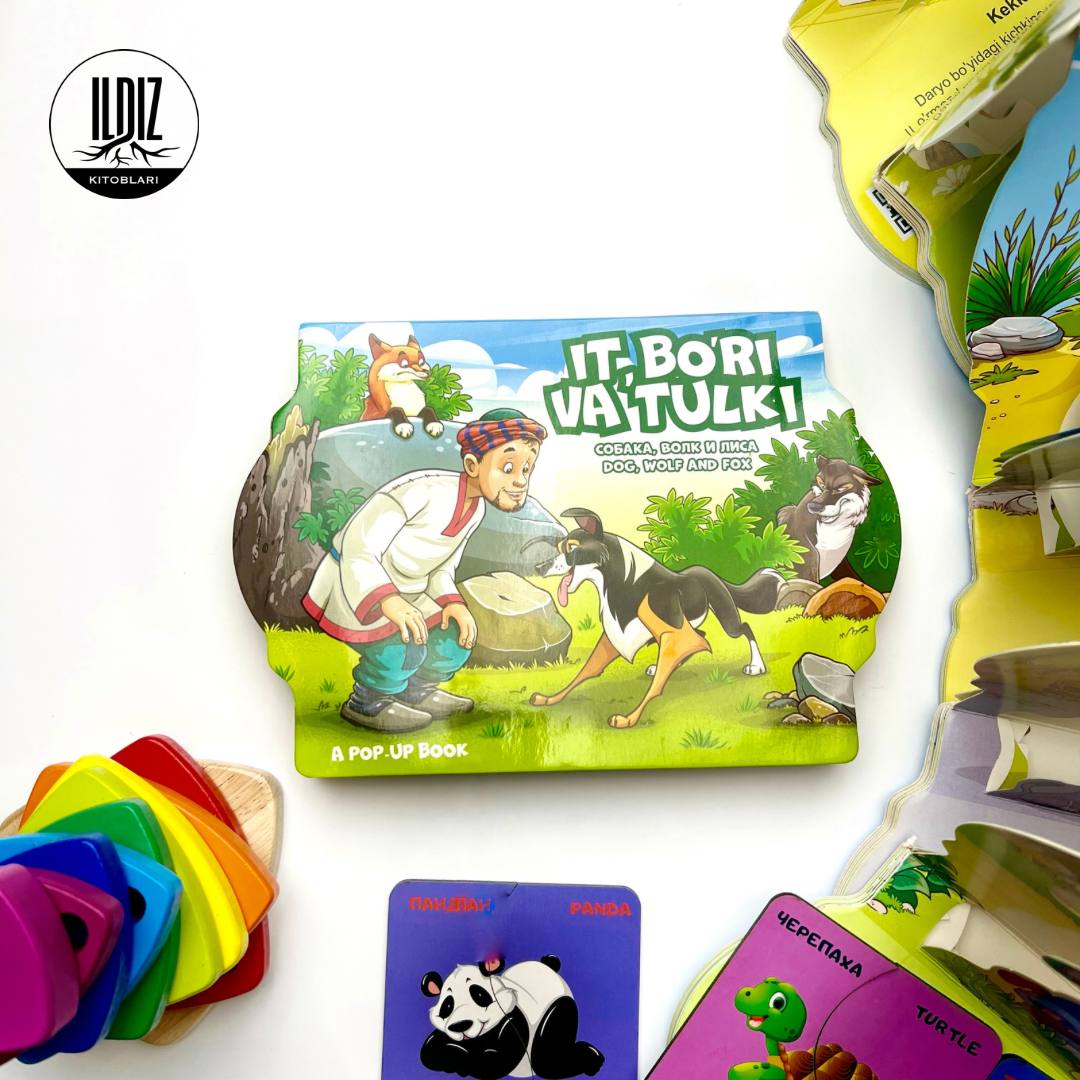 ILDIZ
KITOBLARI
Kekk
Daryo bo'yidagi kichkina
IT, BO'RI
VA TULKI
СОБАКА, ВОЛК И ЛИСА
DOG, WOLF AND FOX
A POP-UP BOOK
PANDA
ЧЕРЕПАХА
TURTLE